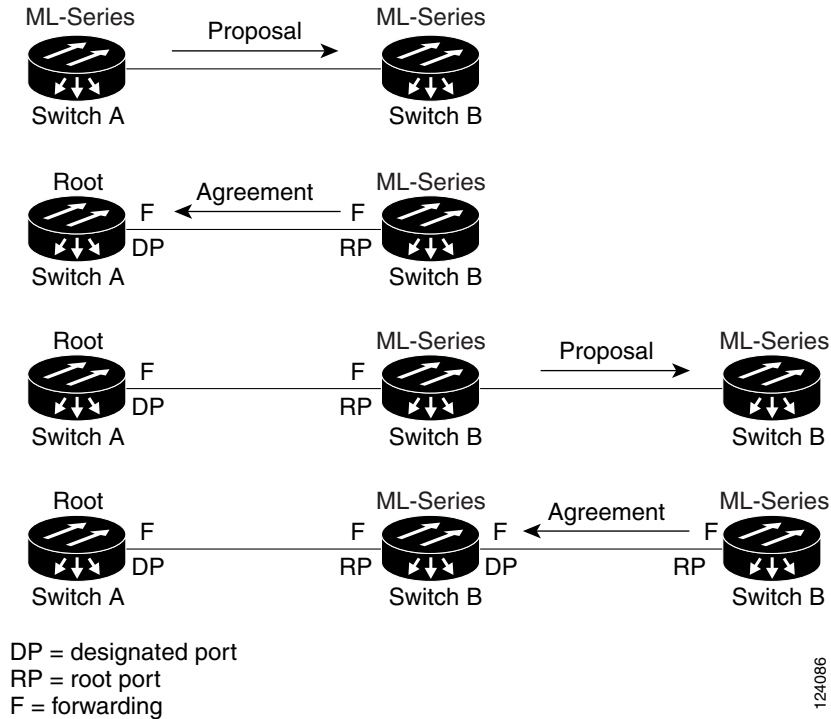 ML-Series
Proposal
ML-Series
Switch A
Switch B
Root
Agreement
ML-Series
F
F
DP
RP
Switch A
Switch B
Root
ML-Series
Proposal
ML-Series
F
F
DP
RP
Switch A
Switch B
Switch B
Root
ML-Series
Agreement
ML-Series
F
F
F
F
DP
RP
DP
RP
Switch A
Switch B
Switch B
DP = designated port
RP = root port
F = forwarding
124086